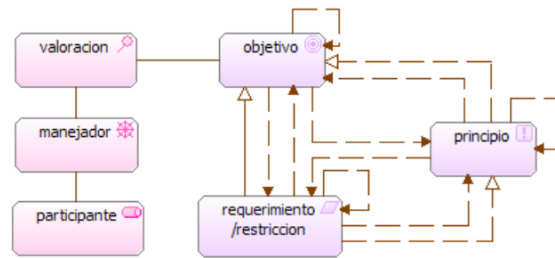 valoracion
objetivo
manejador
principio
participante
requerimiento
/restriccion